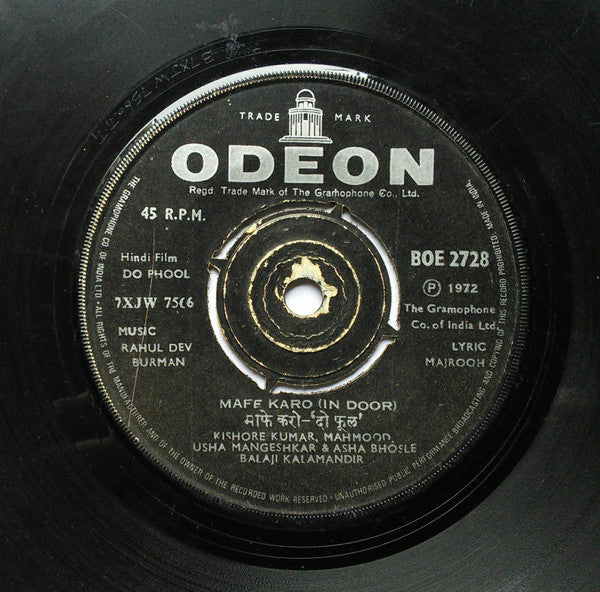 TRADE MARK
ODEON
Regd. Trade Mark of The Gramophone Co., Ltd.
45 R.P.M.
BOE 2728
Hindi Film
DO PHOOL
Ⓟ 1972
7XJW 7506
The Gramophone
Co. of India Ltd.
MUSIC
RAHUL DEV
BURMAN
LYRIC
MAJROOH
MAFF KARO (IN DOOR)
माफे करो-'दो फूल'
KISHORE KUMAR, MAHMOOD,
USHA MANGESHKAR & ASHA BHOSLE
BALAJI KALAMANDIR
THE GRAMOPHONE CO. OF INDIA LTD • ALL RIGHTS OF THE MANUFACTURER AND OF THE OWNER OF THE RECORDED WORK RESERVED • UNAUTHORISED PUBLIC PERFORMANCE BROADCASTING AND COPYING OF THIS RECORD PROHIBITED. MADE IN INDIA.